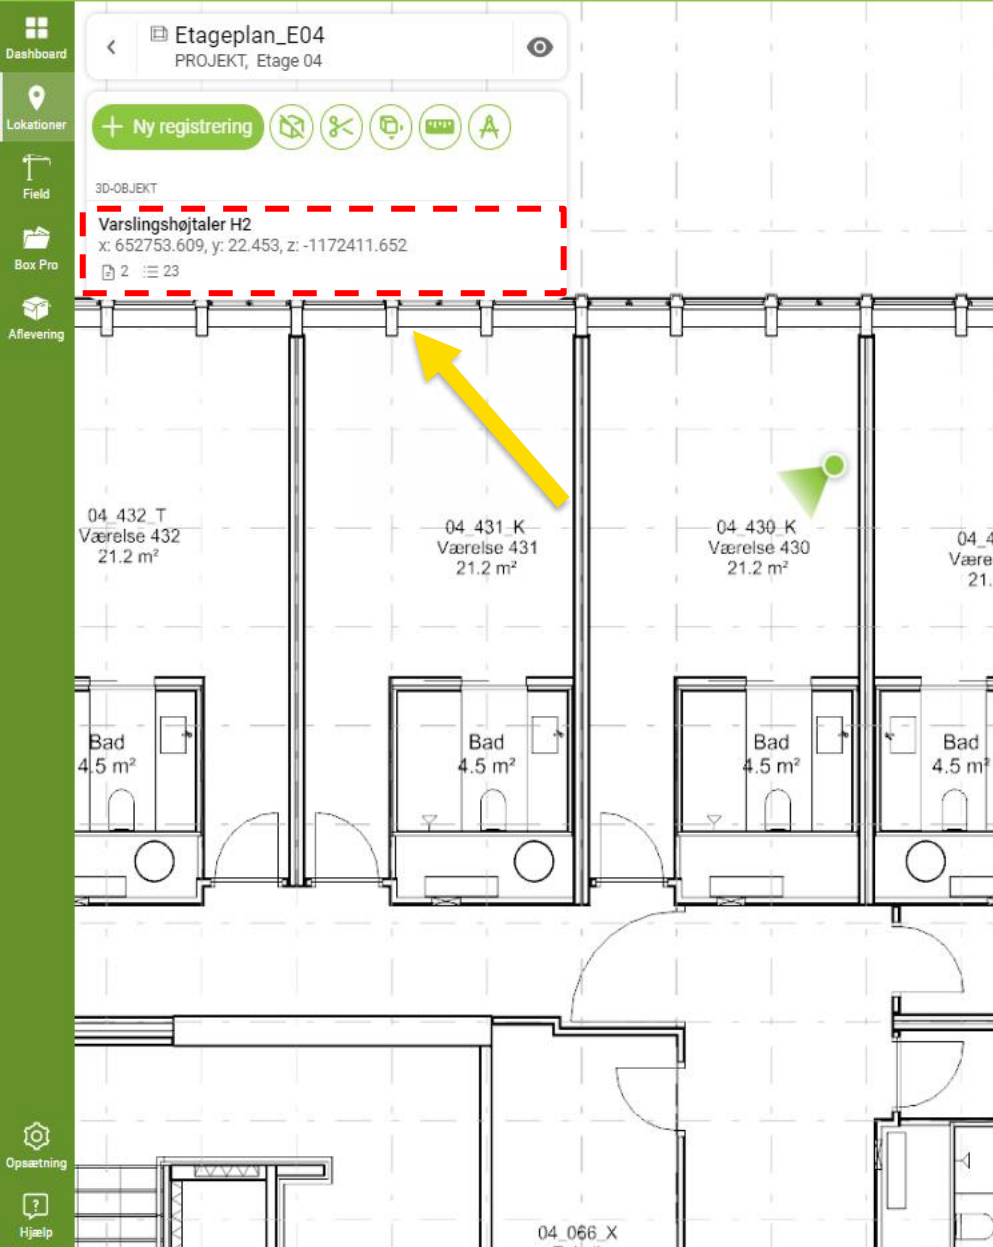 Dashboard
Lokationer
Field
Box Pro
Aflevering
Opsætning
Hjælp
Etageplan_E04
PROJEKT, Etage 04
Ny registrering
3D-OBJEKT
Varslingshøjtaler H2
x: 652753.609, y: 22.453, z: -1172411.652
2 23
04_432_T
Værelse 432
21.2 m²
04_431_K
Værelse 431
21.2 m²
04_430_K
Værelse 430
21.2 m²
04_4
Være
21.
Bad
4.5 m²
Bad
4.5 m²
Bad
4.5 m²
Bad
4.5 m²
04_066_X